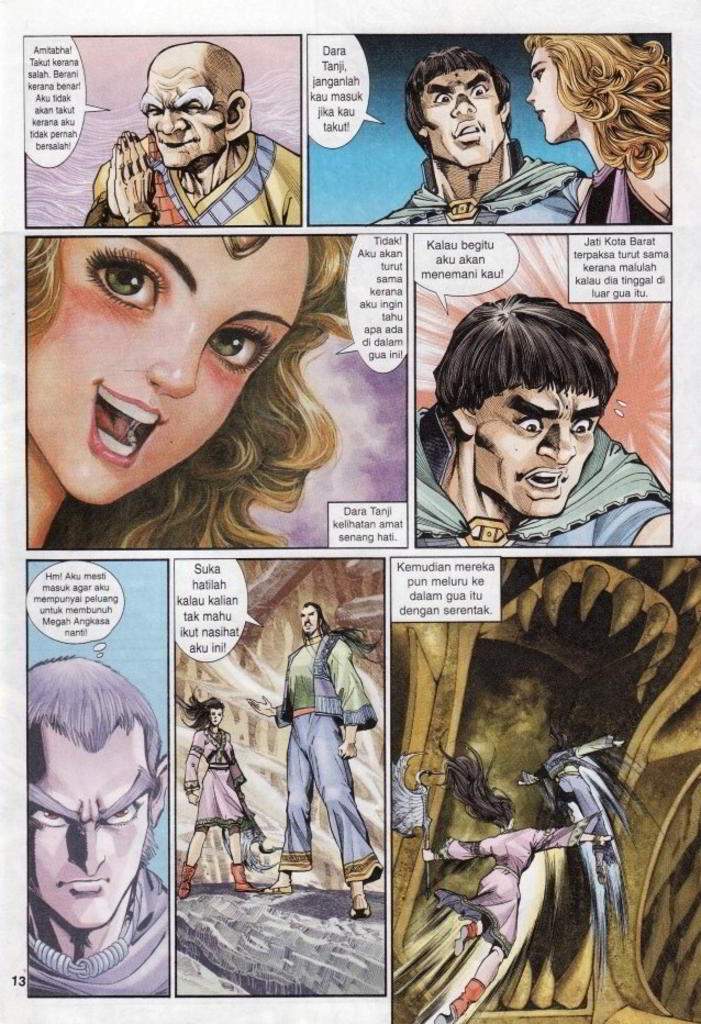 Amitabha!
Takut kerana
salah. Berani
kerana benar!
Aku tidak
akan takut
kerana aku
tidak pernah
bersalah!
Dara
Tanji,
janganlah
kau masuk
jika kau
takut!
Tidak!
Aku akan
turut
serta
kerana
aku ingin
tahu
apa ada
di dalam
gua ini!
Dara Tanji
kelihatan amat
senang hati.
Kalau begitu
aku akan
menemani kau!
Jati Kota Barat
terpaksa turut sama
kerana malulah
kalau dia tinggal di
luar gua itu.
Hm! Aku mesti
masuk agar aku
mempunyai peluang
untuk membunuh
Megah Angkasa
nanti!
Suka
hatilah
kalau kalian
tak mahu
ikut nasihat
aku ini!
Kemudian mereka
pun meluru ke
dalam gua itu
dengan serentak.
13